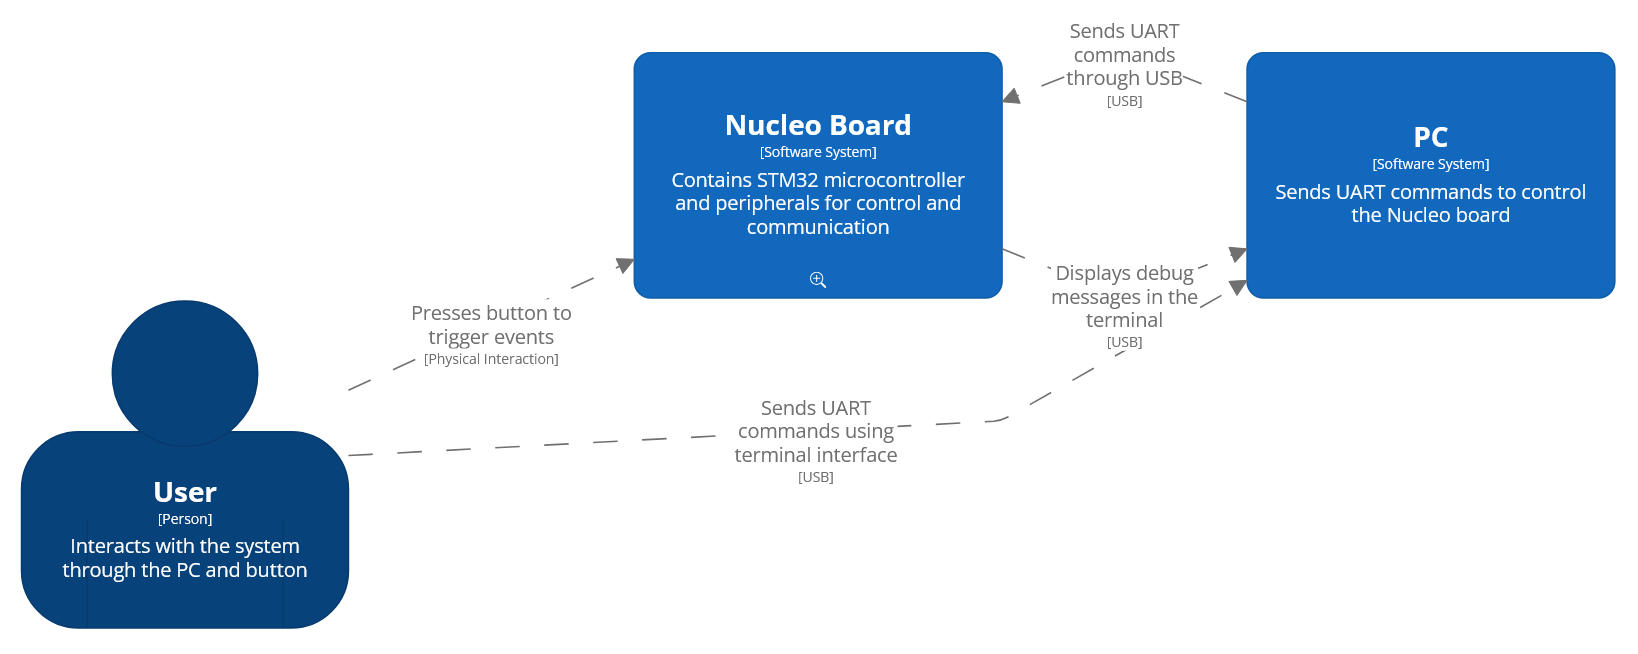 Sends UART
commands
through USB
[USB]
Nucleo Board
[Software System]
Contains STM32 microcontroller
and peripherals for control and
communication
PC
[Software System]
Sends UART commands to control
the Nucleo board
Displays debug
messages in the
terminal
[USB]
Presses button to
trigger events
[Physical Interaction]
Sends UART
commands using
terminal interface
[USB]
User
[Person]
Interacts with the system
through the PC and button